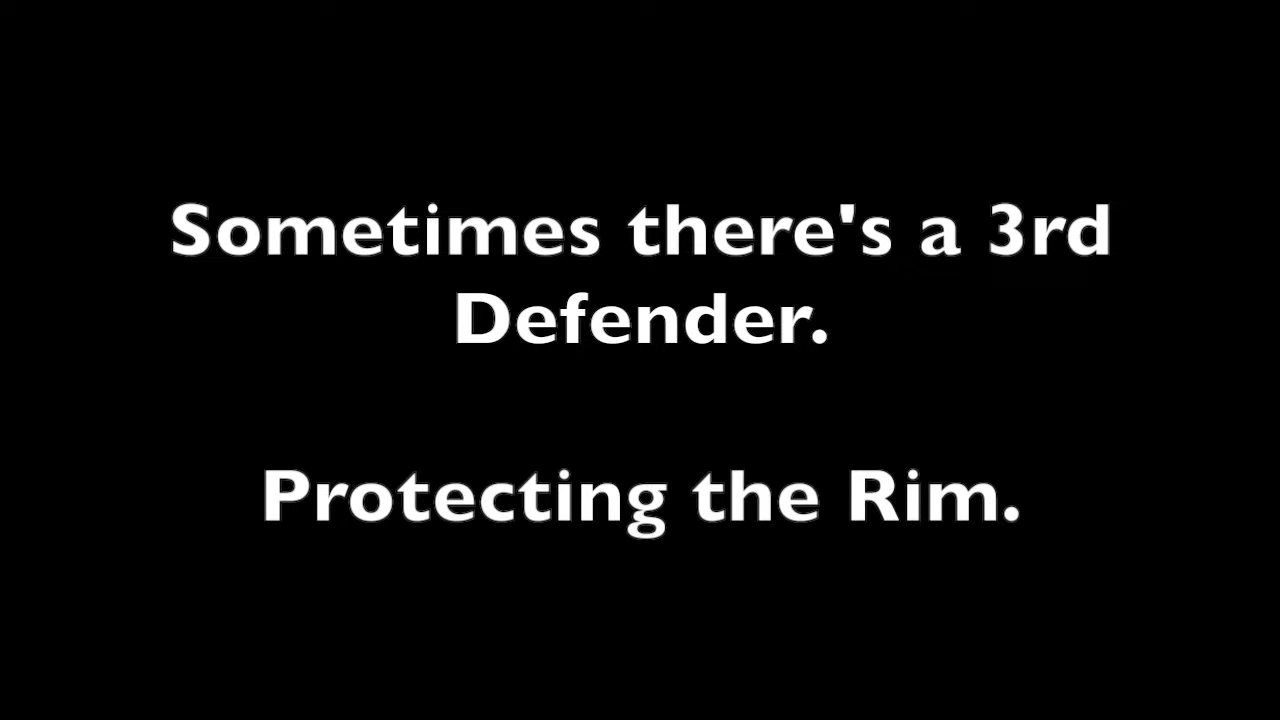 Sometimes there's a 3rd
Defender.
Protecting the Rim.